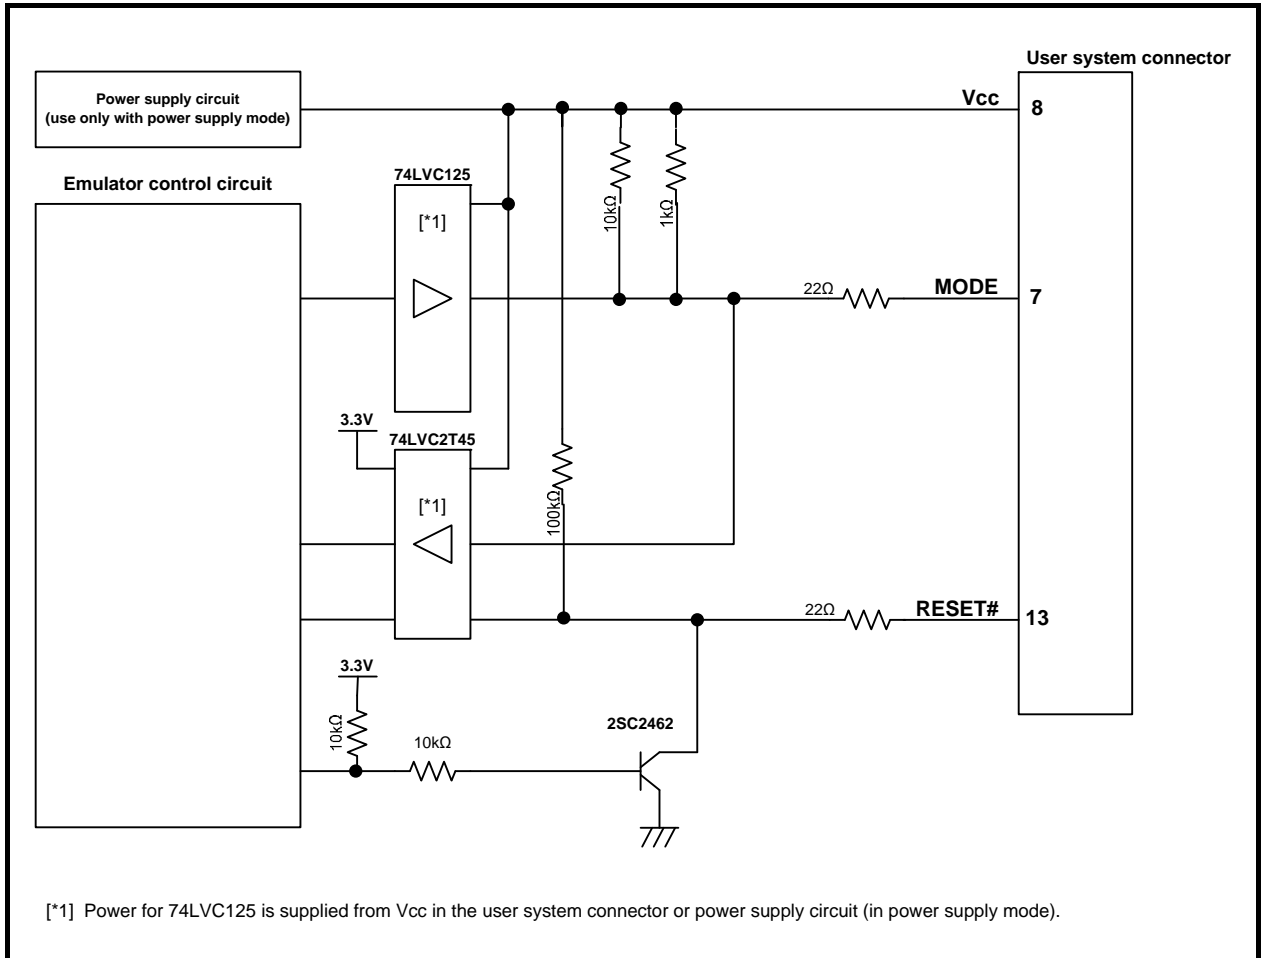 User system connector
Power supply circuit
(use only with power supply mode)
Vcc
8
74LVC125
Emulator control circuit
[*1]
10kΩ
1kΩ
22Ω
MODE
7
3.3V
74LVC2T45
[*1]
100kΩ
22Ω
RESET#
13
3.3V
10kΩ
10kΩ
2SC2462
[*1] Power for 74LVC125 is supplied from Vcc in the user system connector or power supply circuit (in power supply mode).